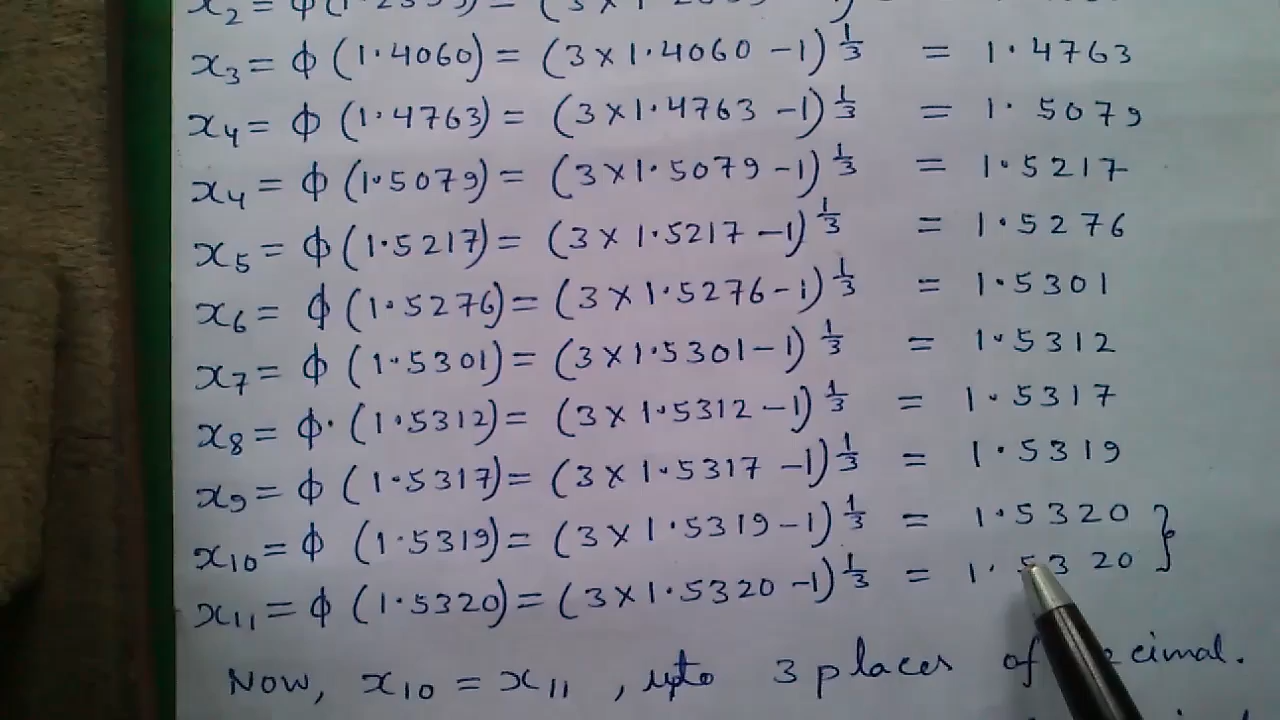 x₃ = ϕ (1.4060) = (3 × 1.4060 − 1)^1/3 = 1.4763
x₄ = ϕ (1.4763) = (3 × 1.4763 − 1)^1/3 = 1.5079
x₄ = ϕ (1.5079) = (3 × 1.5079 − 1)^1/3 = 1.5217
x₅ = ϕ (1.5217) = (3 × 1.5217 − 1)^1/3 = 1.5276
x₆ = ϕ (1.5276) = (3 × 1.5276 − 1)^1/3 = 1.5301
x₇ = ϕ (1.5301) = (3 × 1.5301 − 1)^1/3 = 1.5312
x₈ = ϕ (1.5312) = (3 × 1.5312 − 1)^1/3 = 1.5317
x₉ = ϕ (1.5317) = (3 × 1.5317 − 1)^1/3 = 1.5319
x₁₀ = ϕ (1.5319) = (3 × 1.5319 − 1)^1/3 = 1.5320 }
x₁₁ = ϕ (1.5320) = (3 × 1.5320 − 1)^1/3 = 1.5320
Now, x₁₀ = x₁₁ , upto 3 places of